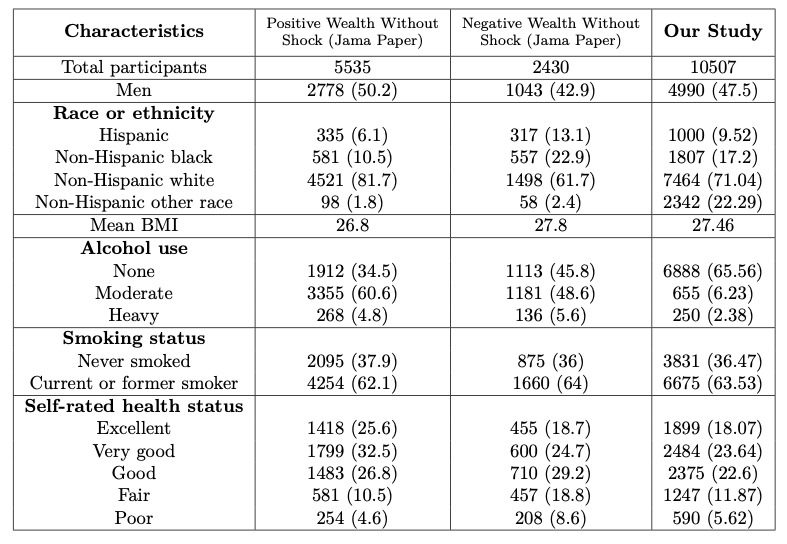 Characteristics Positive Wealth Without Shock (Jama Paper) Negative Wealth Without Shock (Jama Paper) Our Study
Total participants 5535 2430 10507
Men 2778 (50.2) 1043 (42.9) 4990 (47.5)
Race or ethnicity
Hispanic 335 (6.1) 317 (13.1) 1000 (9.52)
Non-Hispanic black 581 (10.5) 557 (22.9) 1807 (17.2)
Non-Hispanic white 4521 (81.7) 1498 (61.7) 7464 (71.04)
Non-Hispanic other race 98 (1.8) 58 (2.4) 2342 (22.29)
Mean BMI 26.8 27.8 27.46
Alcohol use
None 1912 (34.5) 1113 (45.8) 6888 (65.56)
Moderate 3355 (60.6) 1181 (48.6) 655 (6.23)
Heavy 268 (4.8) 136 (5.6) 250 (2.38)
Smoking status
Never smoked 2095 (37.9) 875 (36) 3831 (36.47)
Current or former smoker 4254 (62.1) 1660 (64) 6675 (63.53)
Self-rated health status
Excellent 1418 (25.6) 455 (18.7) 1899 (18.07)
Very good 1799 (32.5) 600 (24.7) 2484 (23.64)
Good 1483 (26.8) 710 (29.2) 2375 (22.6)
Fair 581 (10.5) 457 (18.8) 1247 (11.87)
Poor 254 (4.6) 208 (8.6) 590 (5.62)